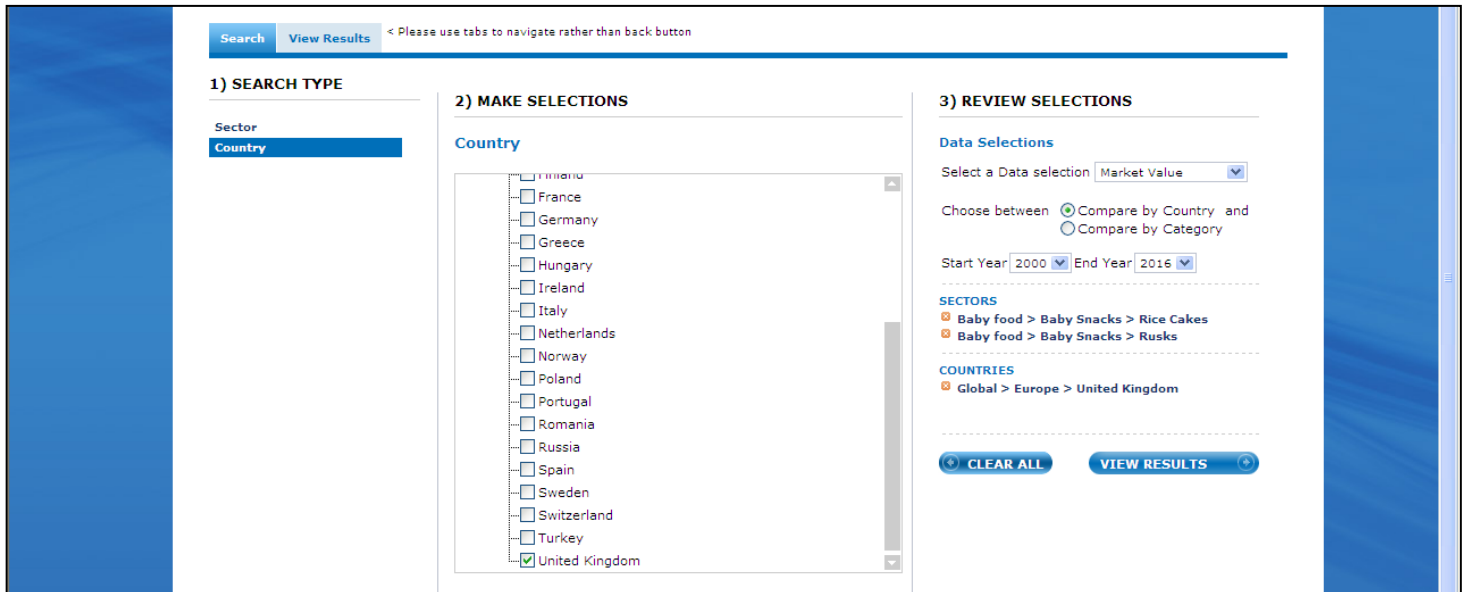 Search
View Results
< Please use tabs to navigate rather than back button
1) SEARCH TYPE
Sector
Country
2) MAKE SELECTIONS
Country
Finland
France
Germany
Greece
Hungary
Ireland
Italy
Netherlands
Norway
Poland
Portugal
Romania
Russia
Spain
Sweden
Switzerland
Turkey
United Kingdom
3) REVIEW SELECTIONS
Data Selections
Select a Data selection Market Value
Choose between Compare by Country and
Compare by Category
Start Year 2000 End Year 2016
SECTORS
Baby food > Baby Snacks > Rice Cakes
Baby food > Baby Snacks > Rusks
COUNTRIES
Global > Europe > United Kingdom
CLEAR ALL
VIEW RESULTS